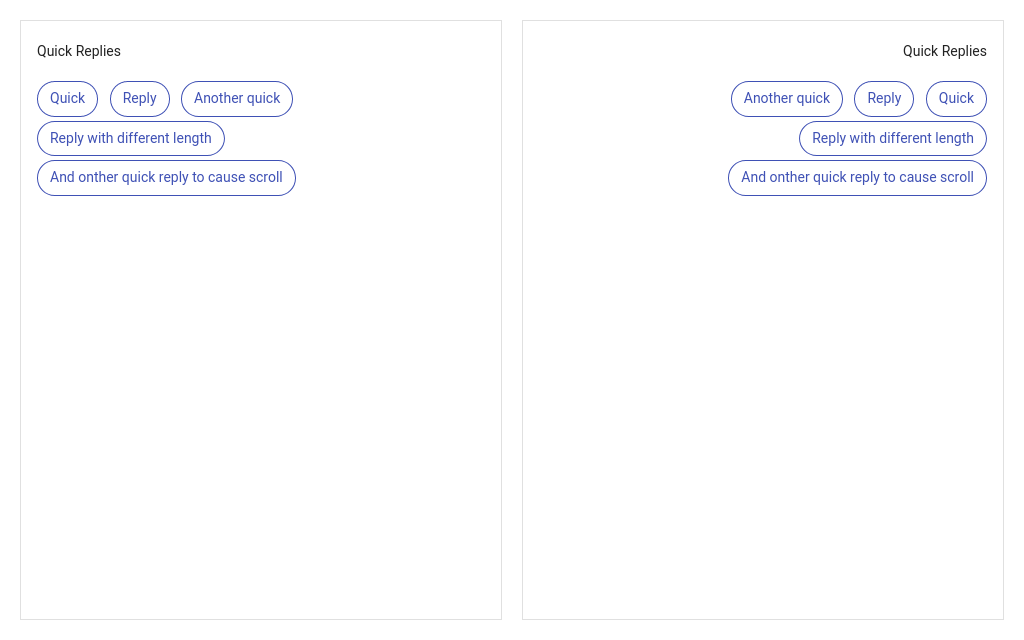 Quick Replies
Quick Reply Another quick
Reply with different length
And onther quick reply to cause scroll
Quick Replies
Another quick Reply Quick
Reply with different length
And onther quick reply to cause scroll